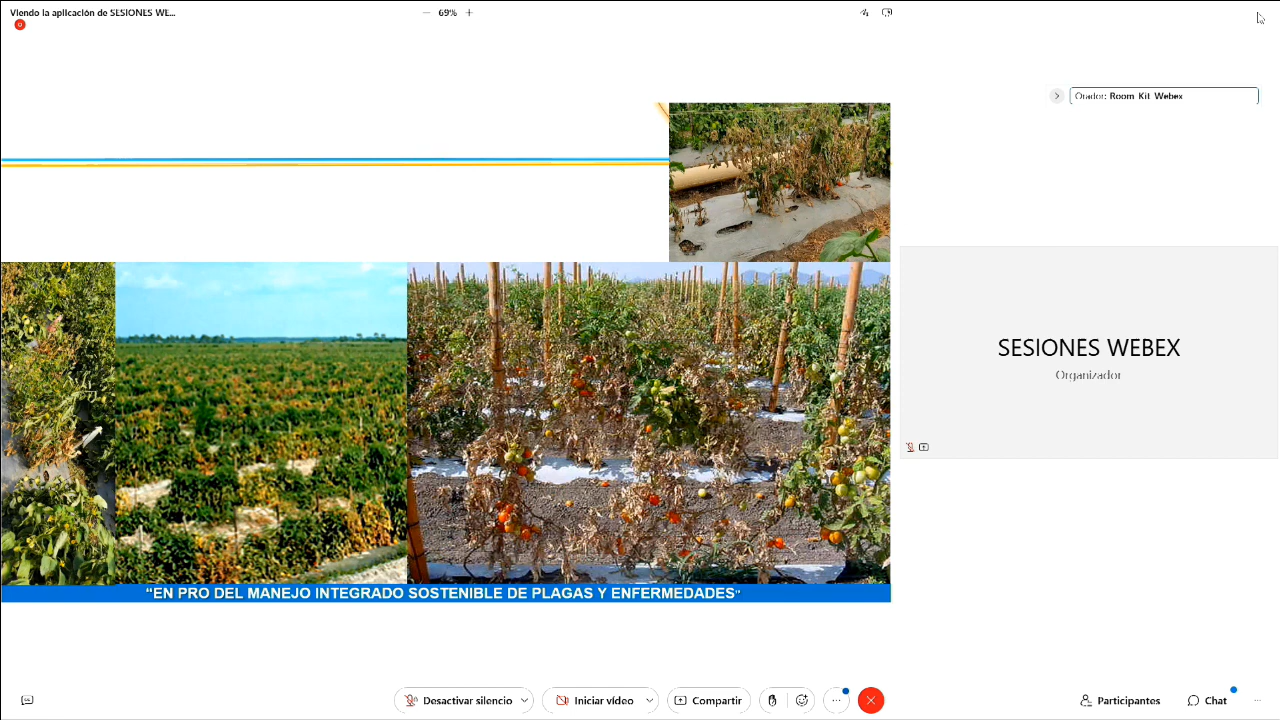 Viendo la aplicación de SESIONES WE...
69%
Orador: Room Kit Webex
SESIONES WEBEX
Organizador
“EN PRO DEL MANEJO INTEGRADO SOSTENIBLE DE PLAGAS Y ENFERMEDADES”
Desactivar silencio
Iniciar vídeo
Compartir
Participantes
Chat